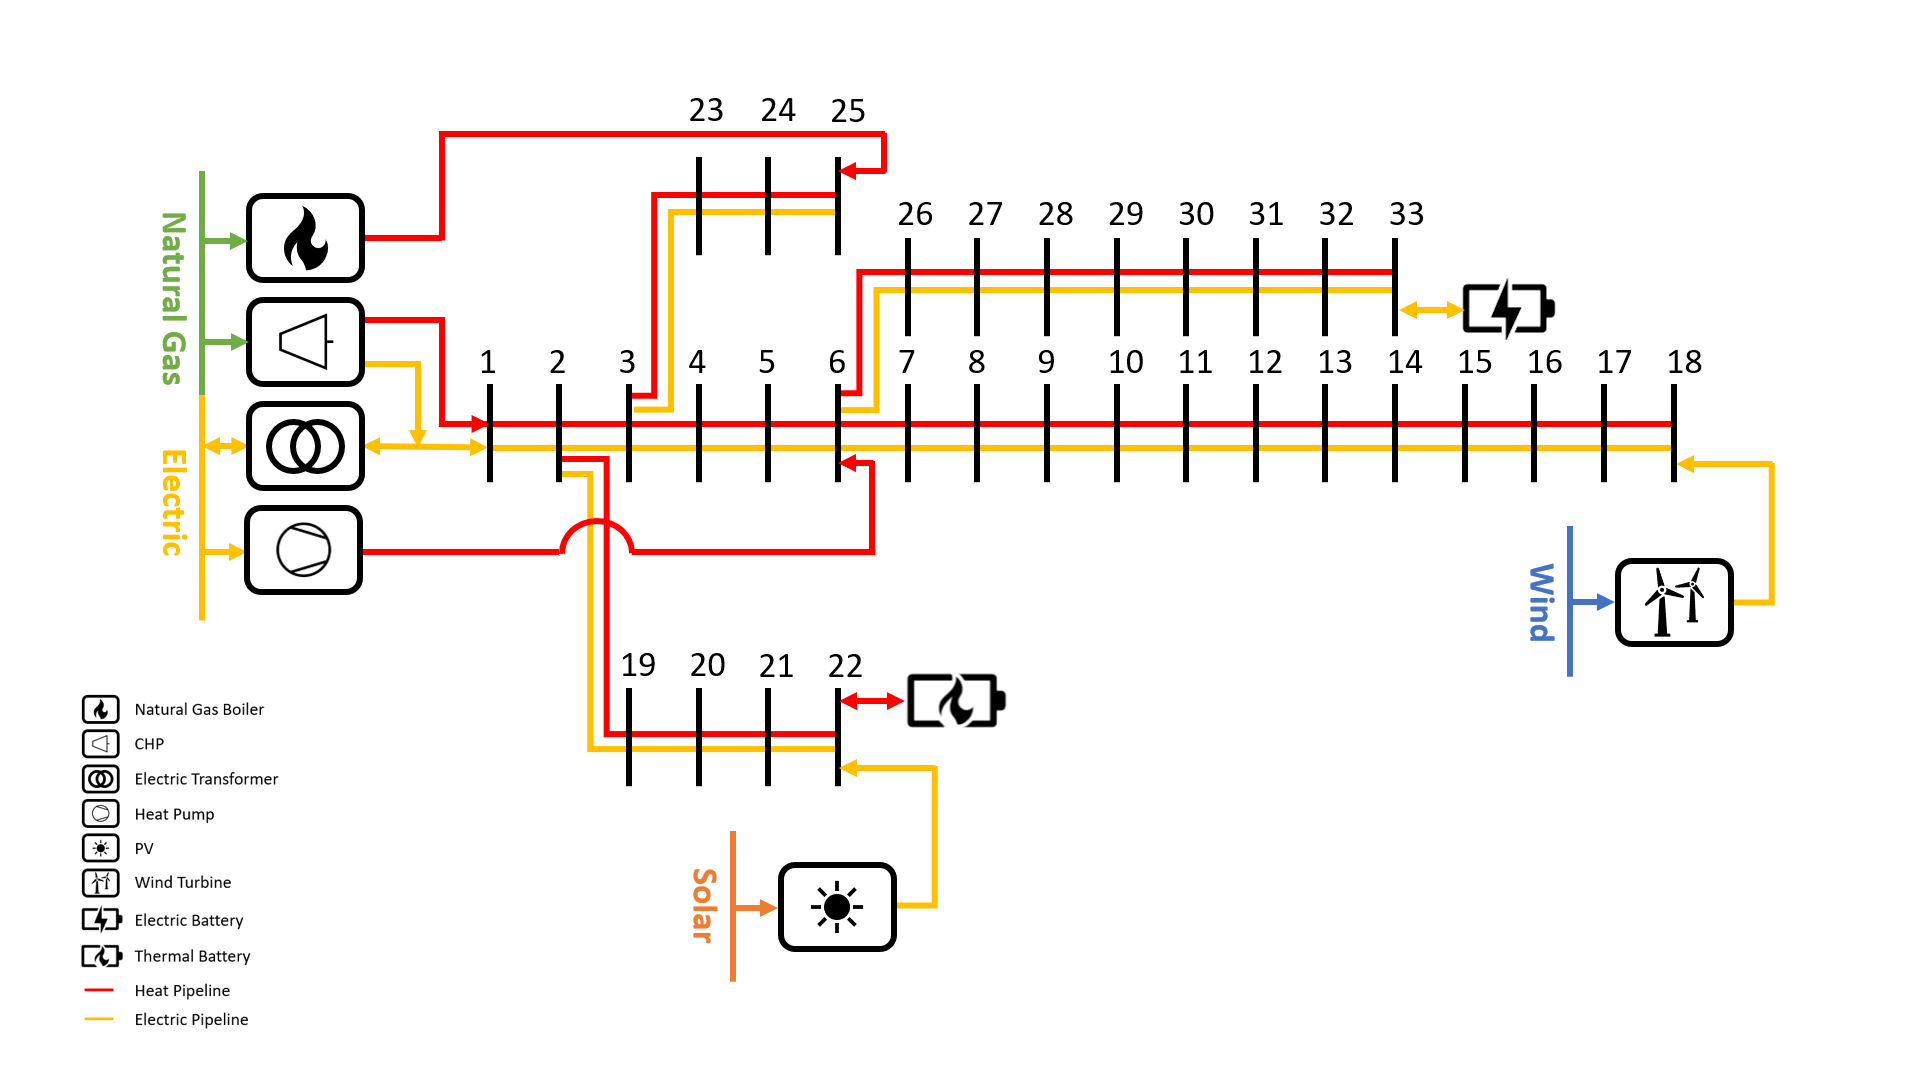 23 24 25
26 27 28 29 30 31 32 33
1 2 3 4 5 6 7 8 9 10 11 12 13 14 15 16 17 18
19 20 21 22
Natural Gas
Electric
Wind
Solar
Natural Gas Boiler
CHP
Electric Transformer
Heat Pump
PV
Wind Turbine
Electric Battery
Thermal Battery
Heat Pipeline
Electric Pipeline